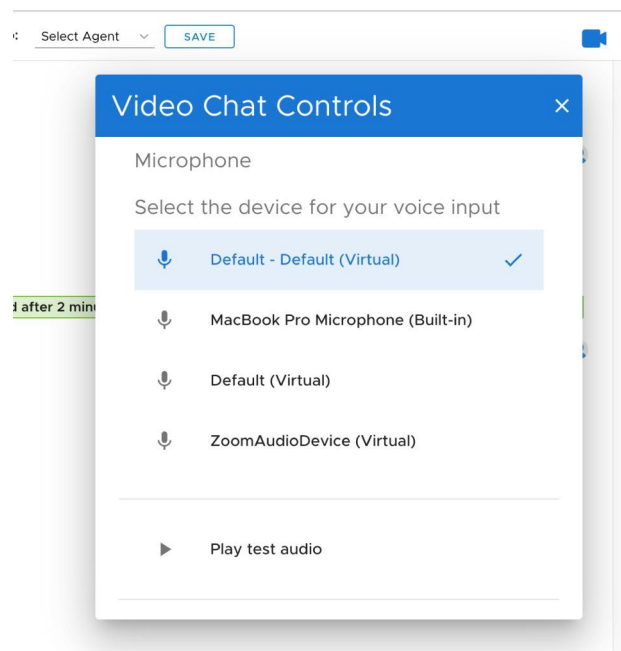 Select Agent
SAVE
Video Chat Controls
Microphone
Select the device for your voice input
Default - Default (Virtual)
d after 2 minu
MacBook Pro Microphone (Built-in)
Default (Virtual)
ZoomAudioDevice (Virtual)
Play test audio